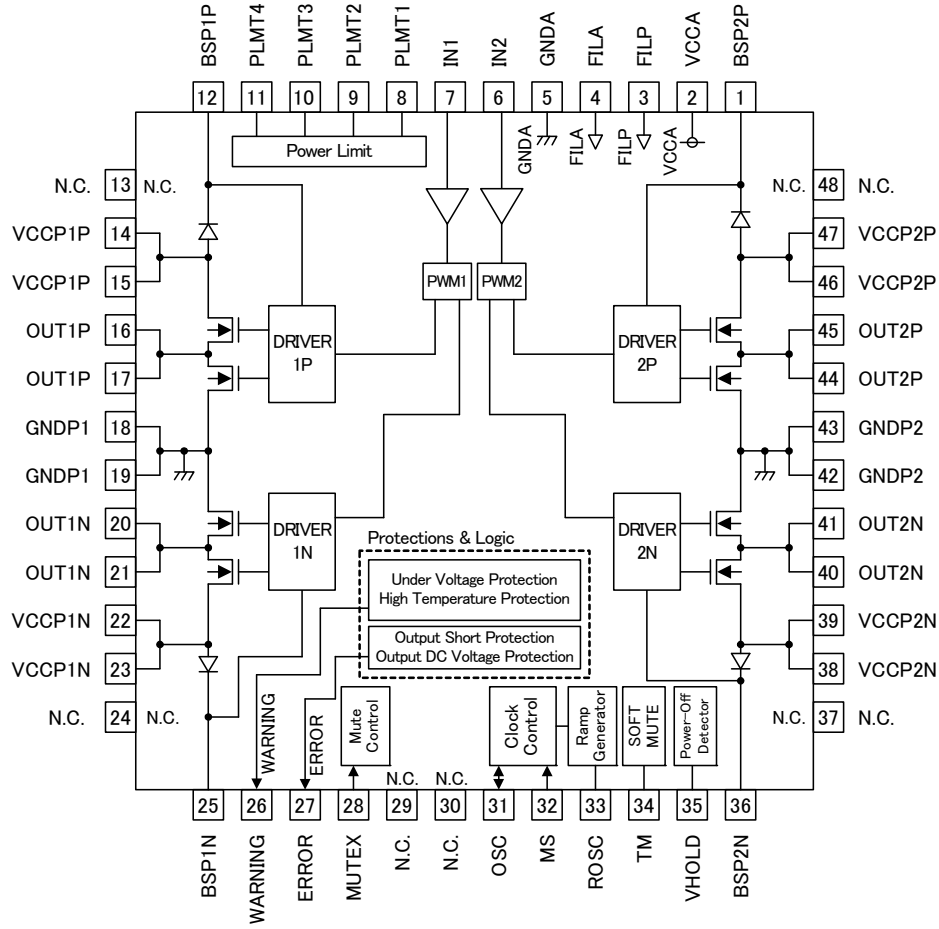 BSP1P
PLMT4
PLMT3
PLMT2
PLMT1
IN1
IN2
GNDA
FILA
FILP
VCCA
BSP2P
12
11
10
9
8
7
6
5
4
3
2
1
Power Limit
GNDA
FILA
FILP
VCCA
N.C. 13 N.C.
N.C. 48 N.C.
VCCP1P 14
47 VCCP2P
VCCP1P 15
PWM1
PWM2
46 VCCP2P
OUT1P 16
DRIVER
1P
DRIVER
2P
45 OUT2P
OUT1P 17
44 OUT2P
GNDP1 18
43 GNDP2
GNDP1 19
42 GNDP2
OUT1N 20
DRIVER
1N
DRIVER
2N
41 OUT2N
OUT1N 21
40 OUT2N
Protections & Logic
Under Voltage Protection
High Temperature Protection
Output Short Protection
Output DC Voltage Protection
VCCP1N 22
39 VCCP2N
VCCP1N 23
38 VCCP2N
N.C. 24 N.C.
N.C. 37 N.C.
WARNING
ERROR
Mute
Control
N.C.
N.C.
Clock
Control
Ramp
Generator
SOFT
MUTE
Power-Off
Detector
25
26
27
28
29
30
31
32
33
34
35
36
BSP1N
WARNING
ERROR
MUTEX
N.C.
N.C.
OSC
MS
ROSC
TM
VHOLD
BSP2N